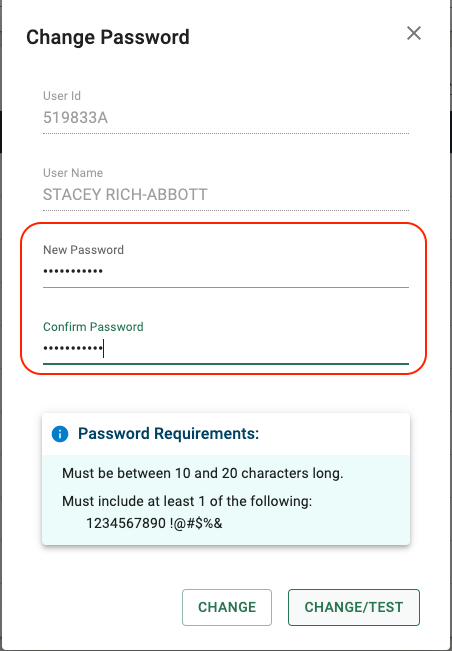 Change Password
User Id
519833A
User Name
STACEY RICH-ABBOTT
New Password
•••••••••••
Confirm Password
•••••••••••
Password Requirements:
Must be between 10 and 20 characters long.
Must include at least 1 of the following:
1234567890 !@#$%&
CHANGE
CHANGE/TEST